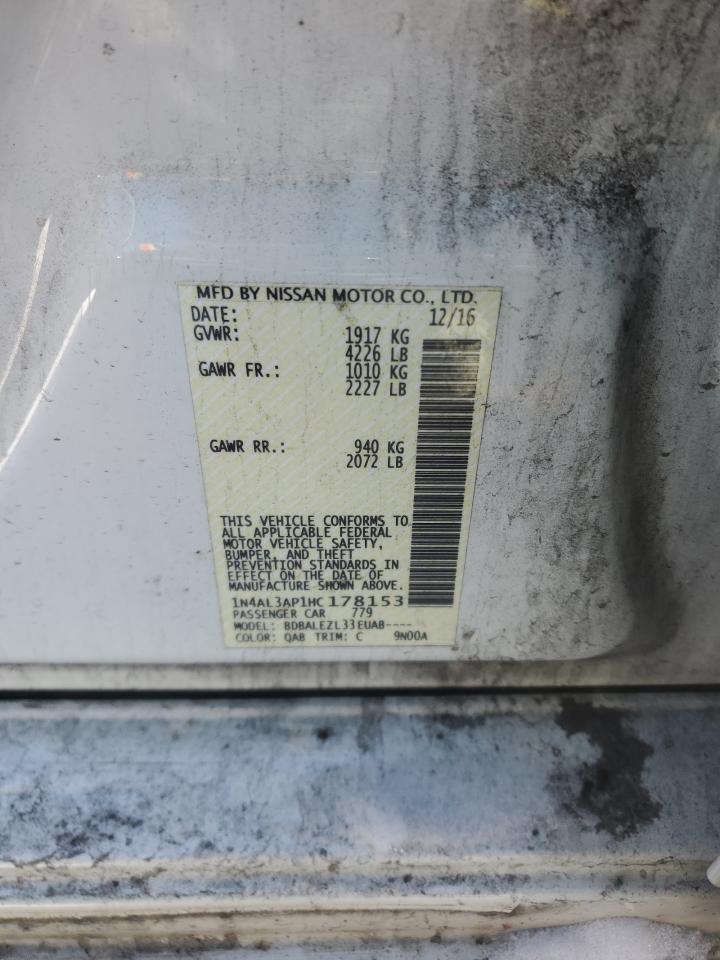 MFD BY NISSAN MOTOR CO., LTD.
DATE: 12/16
GVWR: 1917 KG
4226 LB
GAWR FR.: 1010 KG
2227 LB
GAWR RR.: 940 KG
2072 LB
THIS VEHICLE CONFORMS TO
ALL APPLICABLE FEDERAL
MOTOR VEHICLE SAFETY,
BUMPER, AND THEFT
PREVENTION STANDARDS IN
EFFECT ON THE DATE OF
MANUFACTURE SHOWN ABOVE.
1N4AL3AP1HC178153
PASSENGER CAR 779
MODEL: BDBALEZL33EUAB----
COLOR: QAB TRIM: C 9N00A